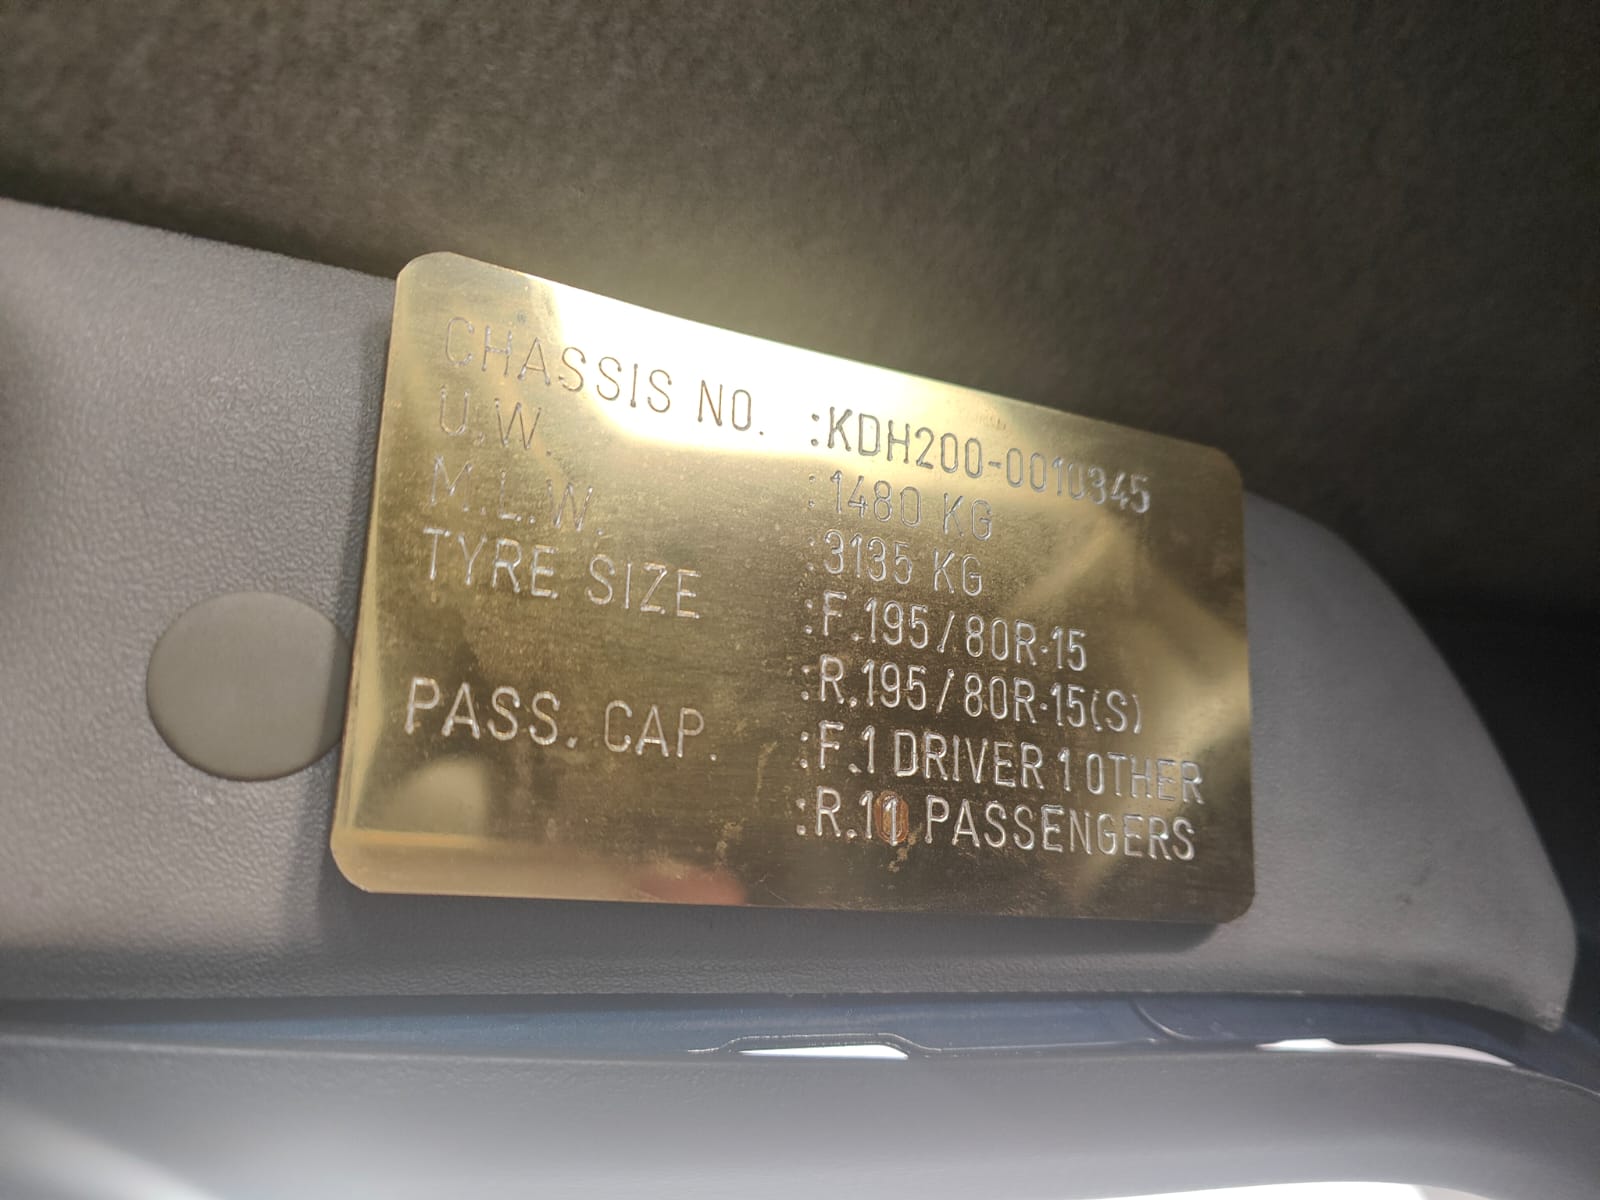 CHASSIS NO. :KDH200-0010345
U.W. :1480 KG
M.L.W. :3135 KG
TYRE SIZE :F.195/80R-15
:R.195/80R-15(S)
PASS. CAP. :F.1 DRIVER 1 OTHER
:R.11 PASSENGERS